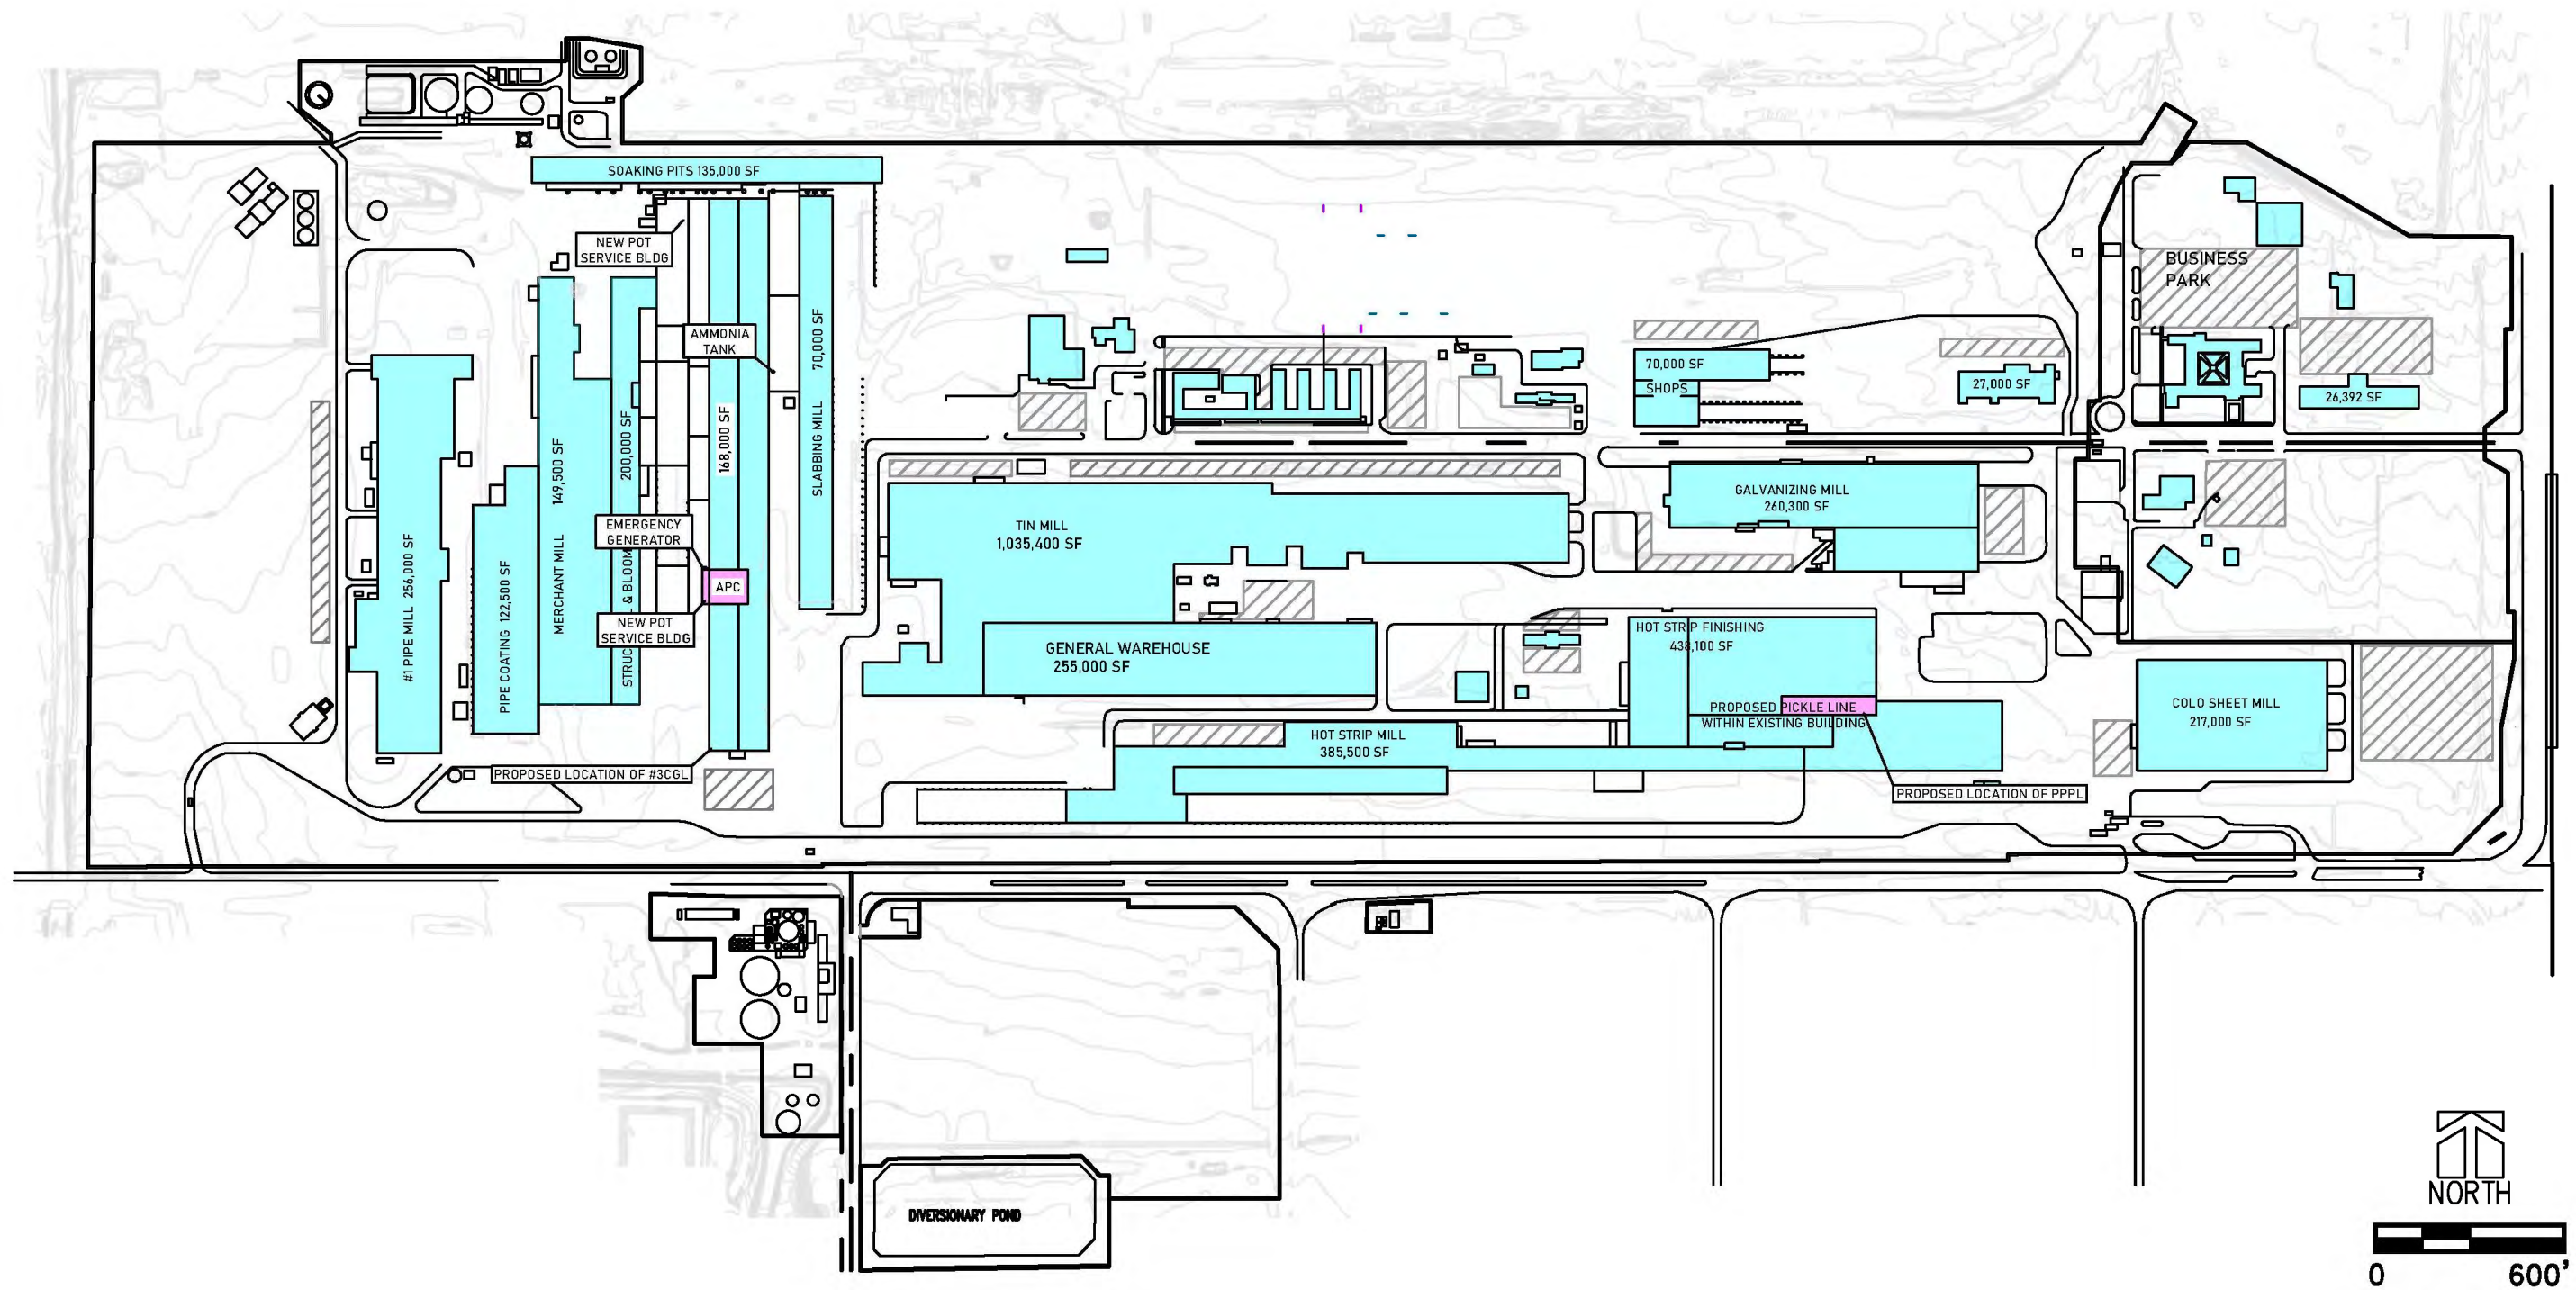 SOAKING PITS 135,000 SF
NEW POT
SERVICE BLDG
AMMONIA
TANK
EMERGENCY
GENERATOR
APC
NEW POT
SERVICE BLDG
#1 PIPE MILL 256,000 SF
PIPE COATING 122,500 SF
MERCHANT MILL 149,500 SF
STRUC & BLOOM 200,000 SF
168,000 SF
SLABBING MILL 70,000 SF
PROPOSED LOCATION OF #3CGL
TIN MILL
1,035,400 SF
GENERAL WAREHOUSE
255,000 SF
HOT STRIP MILL
385,500 SF
70,000 SF
SHOPS
27,000 SF
GALVANIZING MILL
260,300 SF
HOT STRIP FINISHING
438,100 SF
PROPOSED PICKLE LINE
WITHIN EXISTING BUILDING
PROPOSED LOCATION OF PPPL
BUSINESS
PARK
26,392 SF
COLD SHEET MILL
217,000 SF
DIVERSIONARY POND
NORTH
0 600'